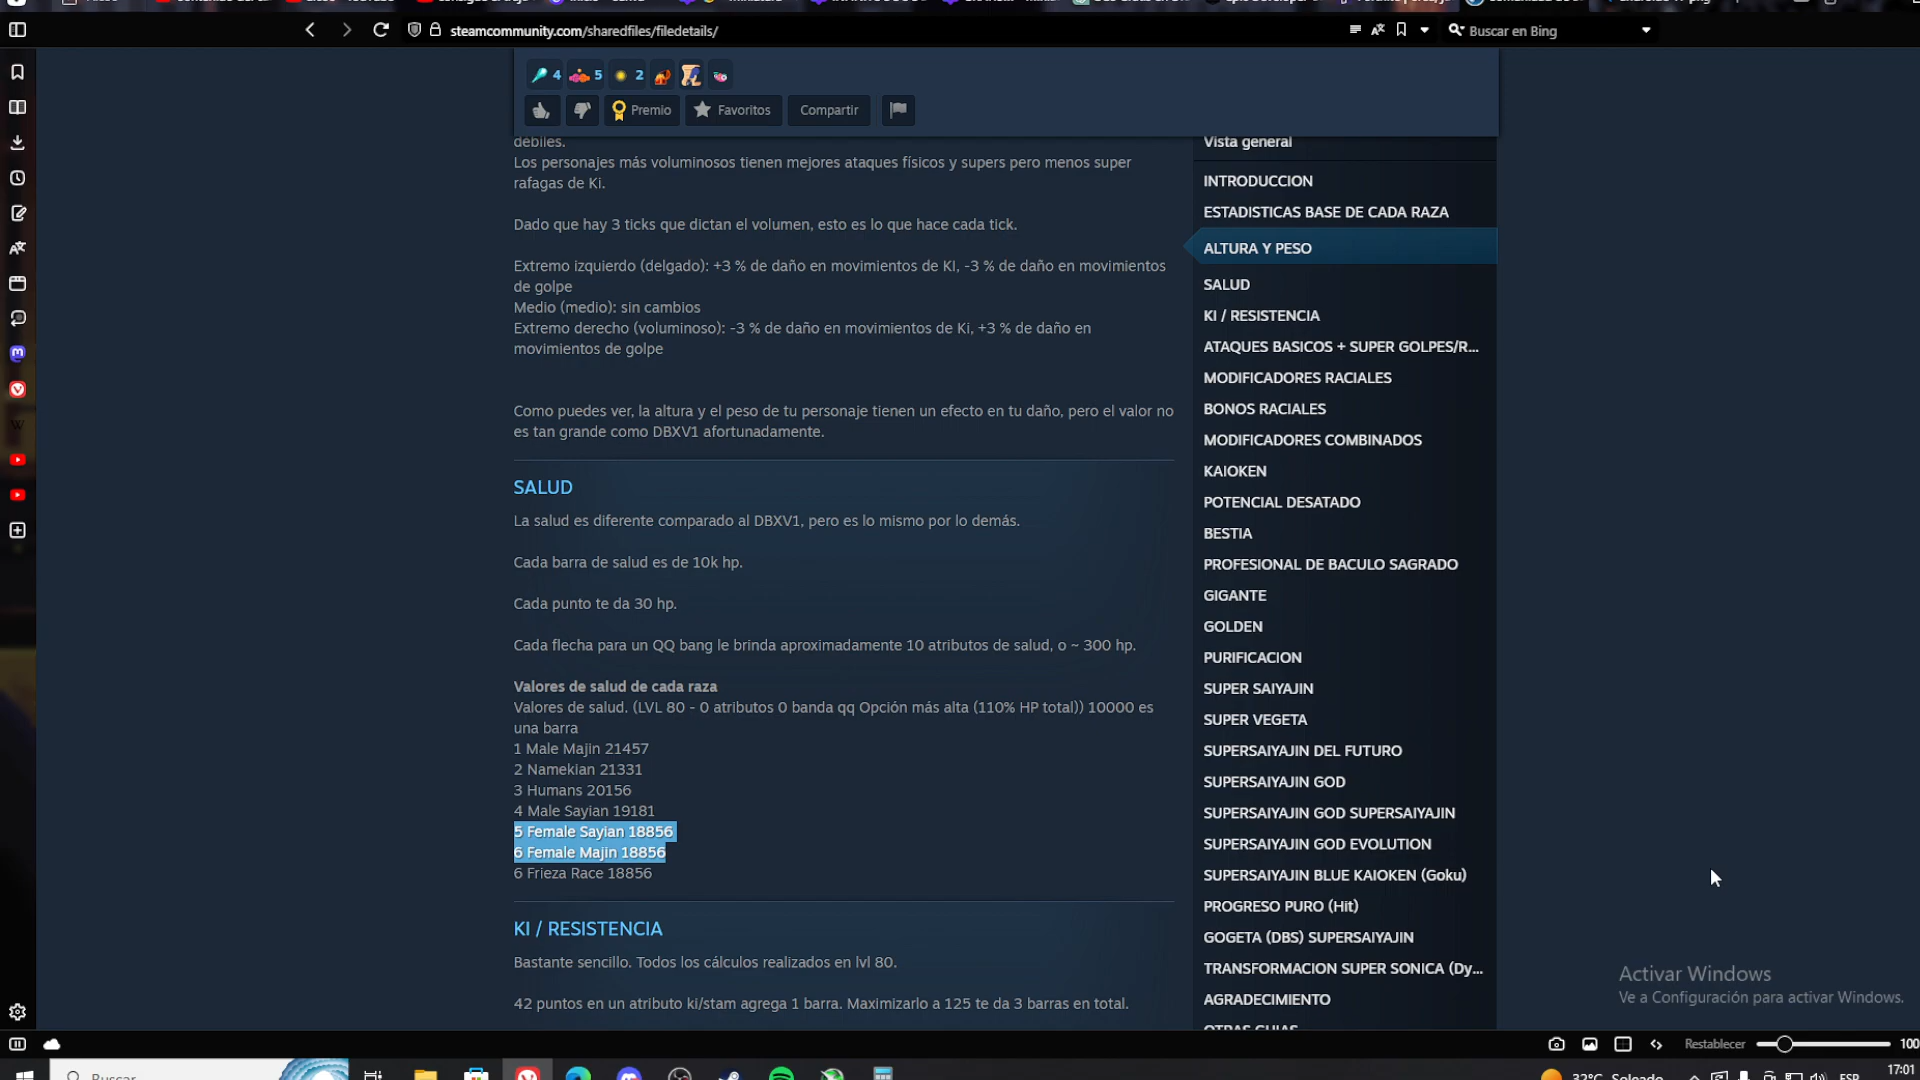 steamcommunity.com/sharedfiles/filedetails/
Buscar en Bing
4
5
2
Premio
Favoritos
Compartir
débiles.
Los personajes más voluminosos tienen mejores ataques físicos y supers pero menos super
rafagas de Ki.
Dado que hay 3 ticks que dictan el volumen, esto es lo que hace cada tick.
Extremo izquierdo (delgado): +3 % de daño en movimientos de KI, -3 % de daño en movimientos
de golpe
Medio (medio): sin cambios
Extremo derecho (voluminoso): -3 % de daño en movimientos de Ki, +3 % de daño en
movimientos de golpe
Como puedes ver, la altura y el peso de tu personaje tienen un efecto en tu daño, pero el valor no
es tan grande como DBXV1 afortunadamente.
SALUD
La salud es diferente comparado al DBXV1, pero es lo mismo por lo demás.
Cada barra de salud es de 10k hp.
Cada punto te da 30 hp.
Cada flecha para un QQ bang le brinda aproximadamente 10 atributos de salud, o ~ 300 hp.
Valores de salud de cada raza
Valores de salud. (LVL 80 - 0 atributos 0 banda qq Opción más alta (110% HP total)) 10000 es
una barra
1 Male Majin 21457
2 Namekian 21331
3 Humans 20156
4 Male Sayian 19181
5 Female Sayian 18856
6 Female Majin 18856
6 Frieza Race 18856
KI / RESISTENCIA
Bastante sencillo. Todos los cálculos realizados en lvl 80.
42 puntos en un atributo ki/stam agrega 1 barra. Maximizarlo a 125 te da 3 barras en total.
Vista general
INTRODUCCION
ESTADISTICAS BASE DE CADA RAZA
ALTURA Y PESO
SALUD
KI / RESISTENCIA
ATAQUES BASICOS + SUPER GOLPES/R...
MODIFICADORES RACIALES
BONOS RACIALES
MODIFICADORES COMBINADOS
KAIOKEN
POTENCIAL DESATADO
BESTIA
PROFESIONAL DE BACULO SAGRADO
GIGANTE
GOLDEN
PURIFICACION
SUPER SAIYAJIN
SUPER VEGETA
SUPERSAIYAJIN DEL FUTURO
SUPERSAIYAJIN GOD
SUPERSAIYAJIN GOD SUPERSAIYAJIN
SUPERSAIYAJIN GOD EVOLUTION
SUPERSAIYAJIN BLUE KAIOKEN (Goku)
PROGRESO PURO (Hit)
GOGETA (DBS) SUPERSAIYAJIN
TRANSFORMACION SUPER SONICA (Dy...
AGRADECIMIENTO
OTRAS GUIAS
Activar Windows
Ve a Configuración para activar Windows.
Restablecer
100
Buscar
32°C Soleado
ESP
17:01